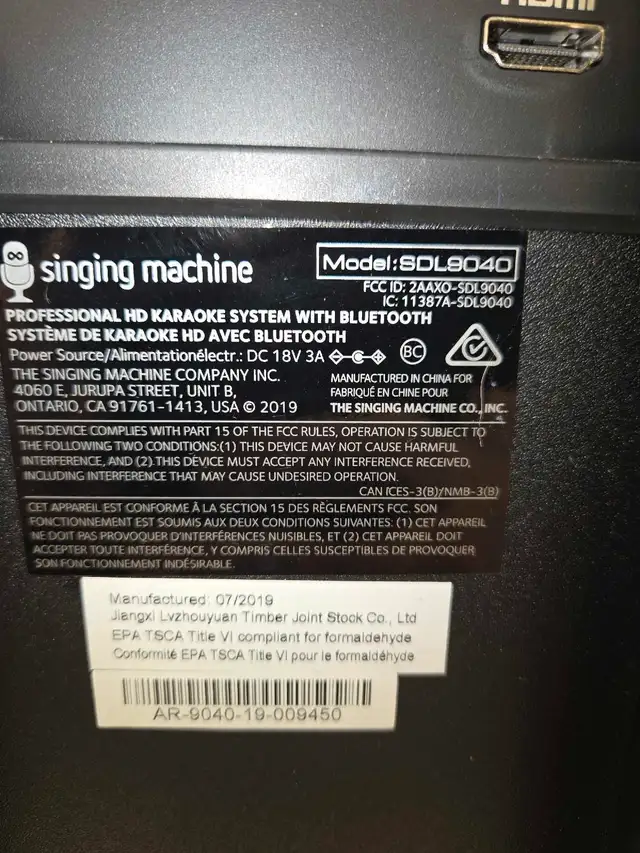 HDMI
singing machine
Model:SDL9040
FCC ID: 2AAXO-SDL9040
IC: 11387A-SDL9040
PROFESSIONAL HD KARAOKE SYSTEM WITH BLUETOOTH
SYSTÈME DE KARAOKE HD AVEC BLUETOOTH
Power Source/Alimentationélectr.: DC 18V 3A
BC
THE SINGING MACHINE COMPANY INC.
4060 E, JURUPA STREET, UNIT B,
ONTARIO, CA 91761-1413, USA © 2019
MANUFACTURED IN CHINA FOR
FABRIQUÉ EN CHINE POUR
THE SINGING MACHINE CO., INC.
THIS DEVICE COMPLIES WITH PART 15 OF THE FCC RULES, OPERATION IS SUBJECT TO
THE FOLLOWING TWO CONDITIONS:(1) THIS DEVICE MAY NOT CAUSE HARMFUL
INTERFERENCE, AND (2).THIS DEVICE MUST ACCEPT ANY INTERFERENCE RECEIVED,
INCLUDING INTERFERENCE THAT MAY CAUSE UNDESIRED OPERATION.
CAN ICES-3(B)/NMB-3(B)
CET APPAREIL EST CONFORME À LA SECTION 15 DES RÈGLEMENTS FCC. SON
FONCTIONNEMENT EST SOUMIS AUX DEUX CONDITIONS SUIVANTES: (1) CET APPAREIL
NE DOIT PAS PROVOQUER D'INTERFÉRENCES NUISIBLES, ET (2) CET APPAREIL DOIT
ACCEPTER TOUTE INTERFÉRENCE, Y COMPRIS CELLES SUSCEPTIBLES DE PROVOQUER
SON FONCTIONNEMENT INDÉSIRABLE.
Manufactured: 07/2019
Jiangxi Lvzhouyuan Timber Joint Stock Co., Ltd
EPA TSCA Title VI compliant for formaldehyde
Conformité EPA TSCA Title VI pour le formaldéhyde
AR-9040-19-009450